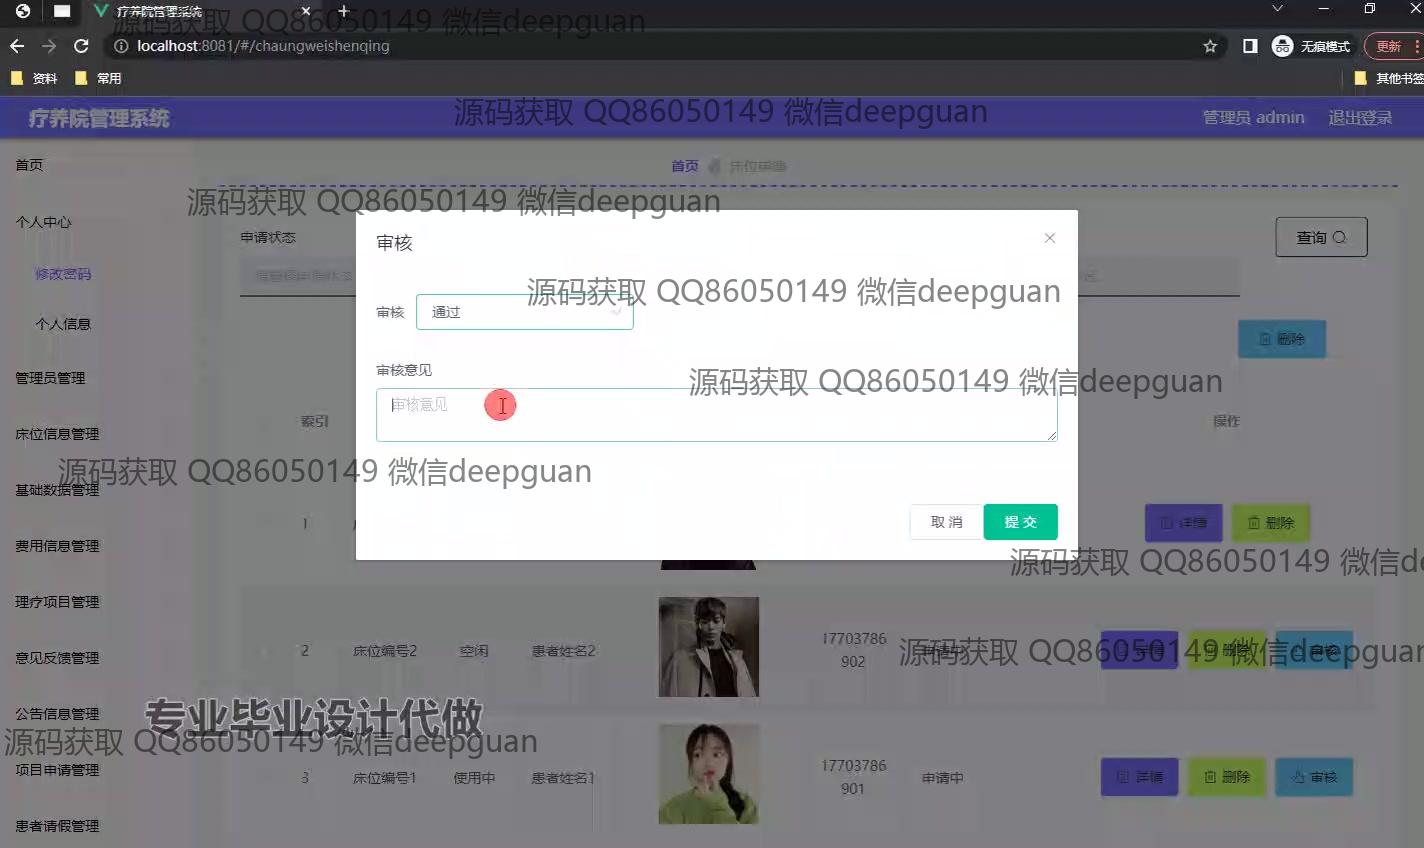 疗养院管理系统
源码获取 QQ86050149 微信deepguan
localhost:8081/#/chaungweishenqing
无痕模式
更新
资料
常用
其他书签
疗养院管理系统
源码获取 QQ86050149 微信deepguan
管理员 admin
退出登录
首页
首页
床位申请
源码获取 QQ86050149 微信deepguan
个人中心
申请状态
审核
查询
修改密码
源码获取 QQ86050149 微信deepguan
审核
通过
个人信息
删除
审核意见
管理员管理
源码获取 QQ86050149 微信deepguan
审核意见
索引
操作
床位信息管理
源码获取 QQ86050149 微信deepguan
基础数据管理
1
取消
提交
详情
删除
费用信息管理
源码获取 QQ86050149 微信de
理疗项目管理
2
床位编号2
空闲
患者姓名2
17703786
902
申请中
详情
删除
审核
源码获取 QQ86050149 微信deepguan
意见反馈管理
公告信息管理
专业毕业设计代做
源码获取 QQ86050149 微信deepguan
项目申请管理
3
床位编号1
使用中
患者姓名1
17703786
901
申请中
详情
删除
审核
患者请假管理